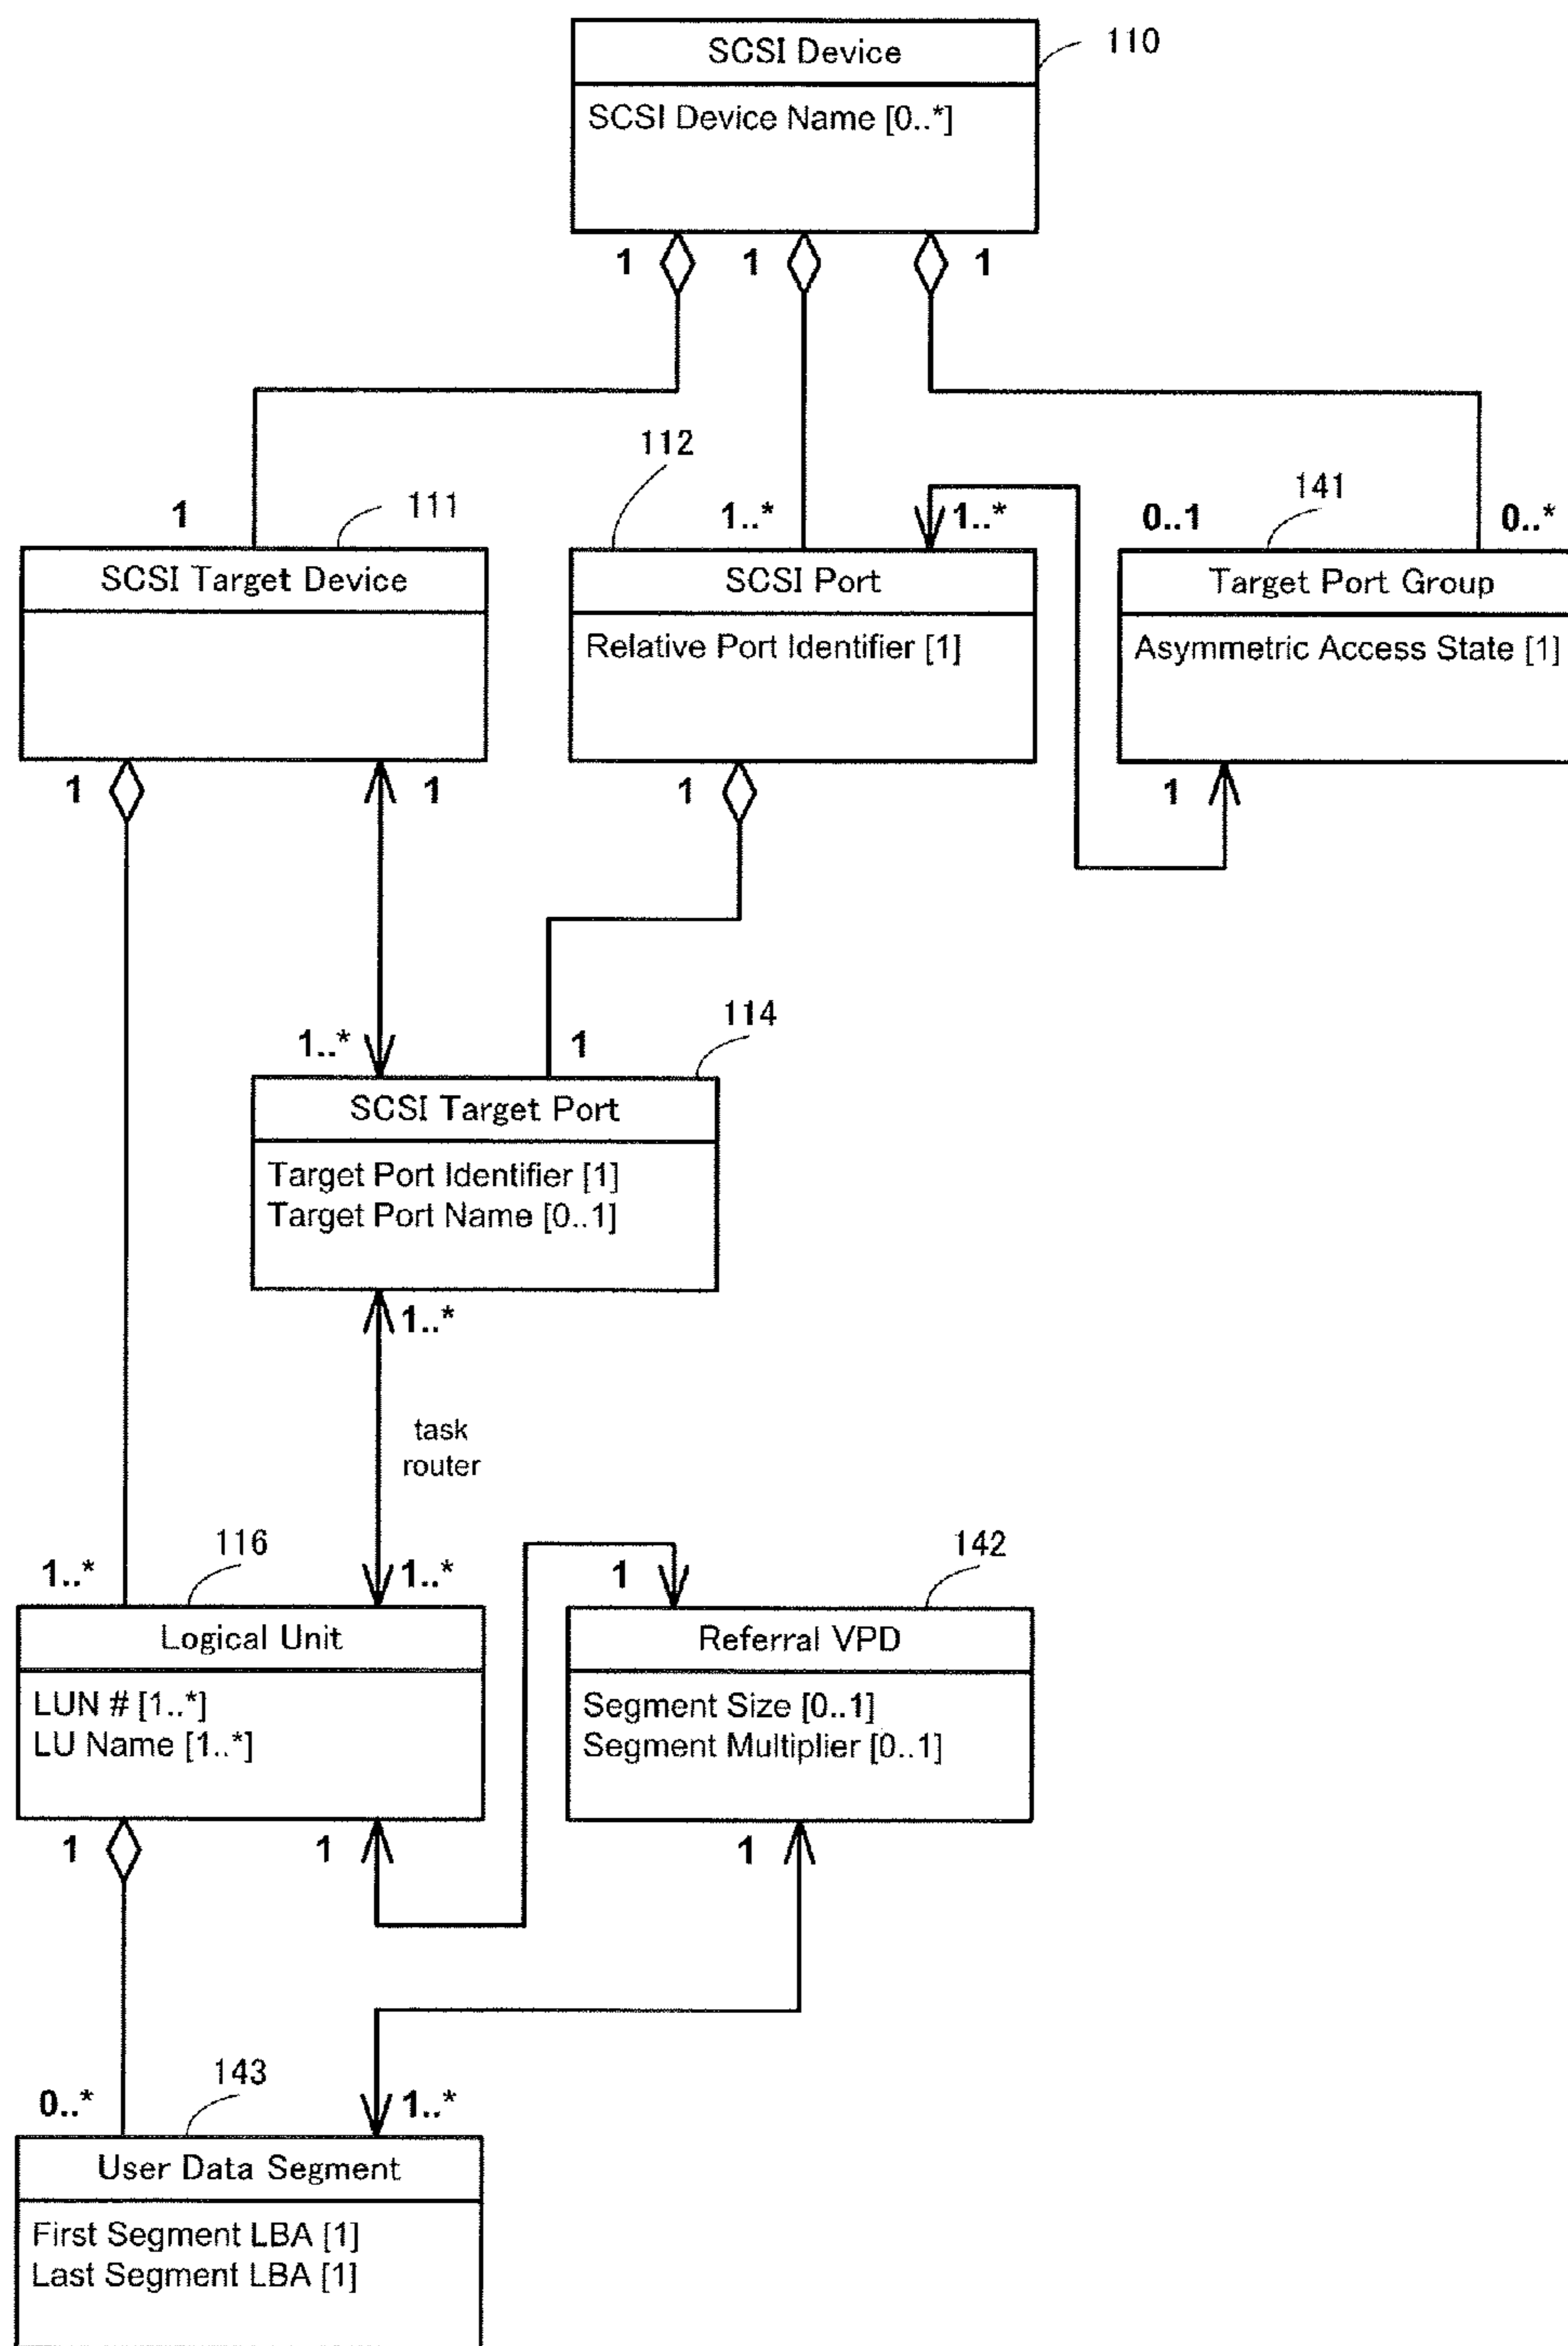 SCSI Device
110
SCSI Device Name [0..*]
1
1
1
112
141
1
111
1..*
1..*
0..1
0..*
SCSI Target Device
SCSI Port
Target Port Group
Relative Port Identifier [1]
Asymmetric Access State [1]
1
1
1
1
114
1..*
1
SCSI Target Port
Target Port Identifier [1]
Target Port Name [0..1]
1..*
task
router
116
142
1..*
1..*
1
Logical Unit
Referral VPD
LUN # [1..*]
LU Name [1..*]
Segment Size [0..1]
Segment Multiplier [0..1]
1
1
1
143
0..*
1..*
User Data Segment
First Segment LBA [1]
Last Segment LBA [1]